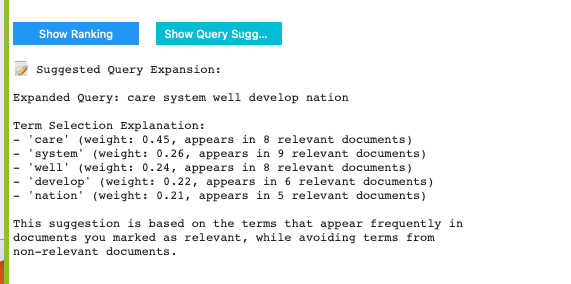 Show Ranking
Show Query Sugg...
Suggested Query Expansion:
Expanded Query: care system well develop nation
Term Selection Explanation:
- 'care' (weight: 0.45, appears in 8 relevant documents)
- 'system' (weight: 0.26, appears in 9 relevant documents)
- 'well' (weight: 0.24, appears in 8 relevant documents)
- 'develop' (weight: 0.22, appears in 6 relevant documents)
- 'nation' (weight: 0.21, appears in 5 relevant documents)
This suggestion is based on the terms that appear frequently in
documents you marked as relevant, while avoiding terms from
non-relevant documents.